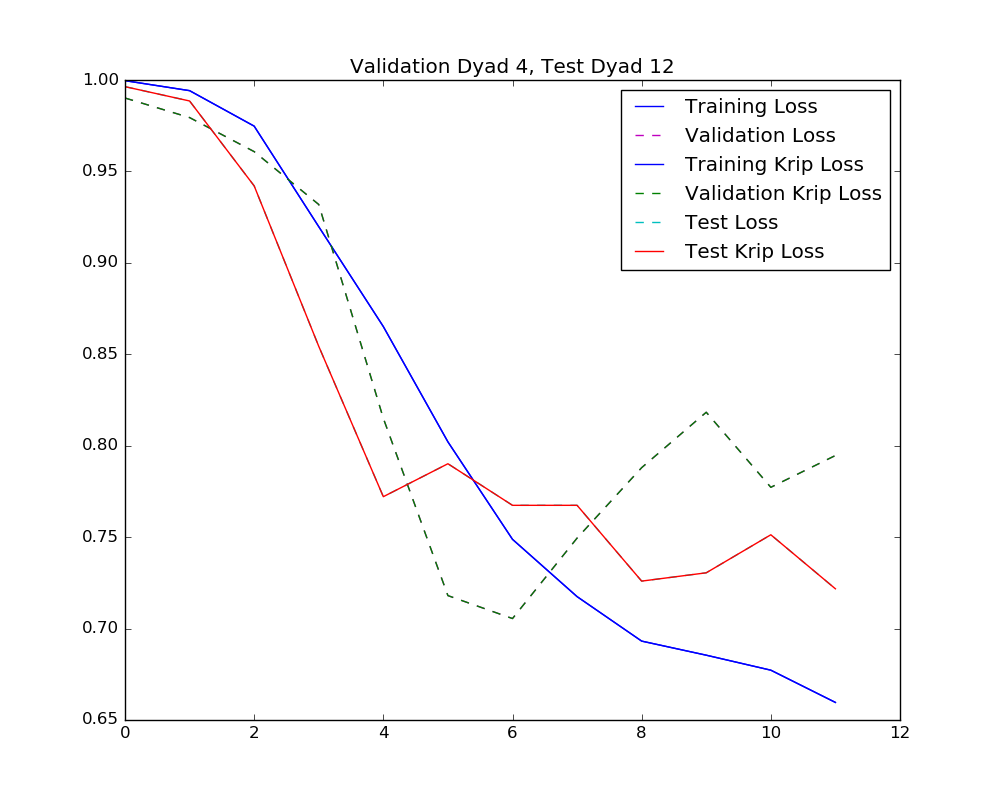 Validation Dyad 4, Test Dyad 12
1.00
0.95
0.90
0.85
0.80
0.75
0.70
0.65
0 2 4 6 8 10 12
Training Loss
Validation Loss
Training Krip Loss
Validation Krip Loss
Test Loss
Test Krip Loss